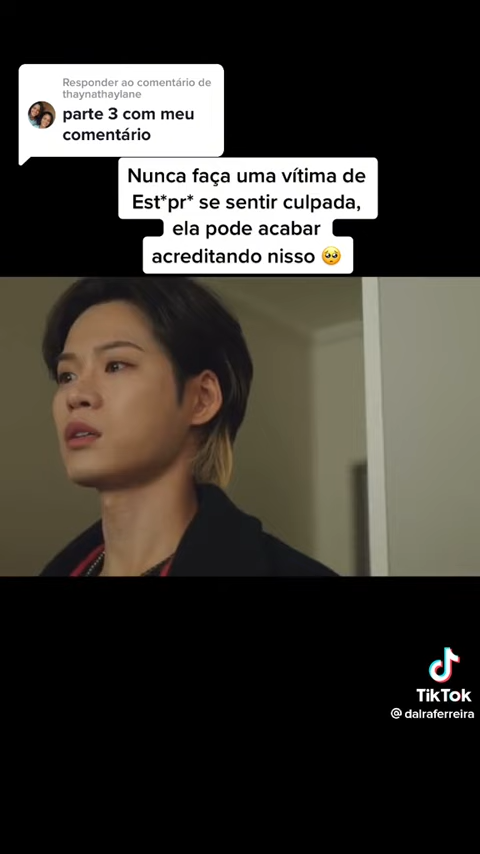 Responder ao comentário de
thaynathaylane
parte 3 com meu
comentário
Nunca faça uma vítima de
Est*pr* se sentir culpada,
ela pode acabar
acreditando nisso 🥺
TikTok
@dalraferreira